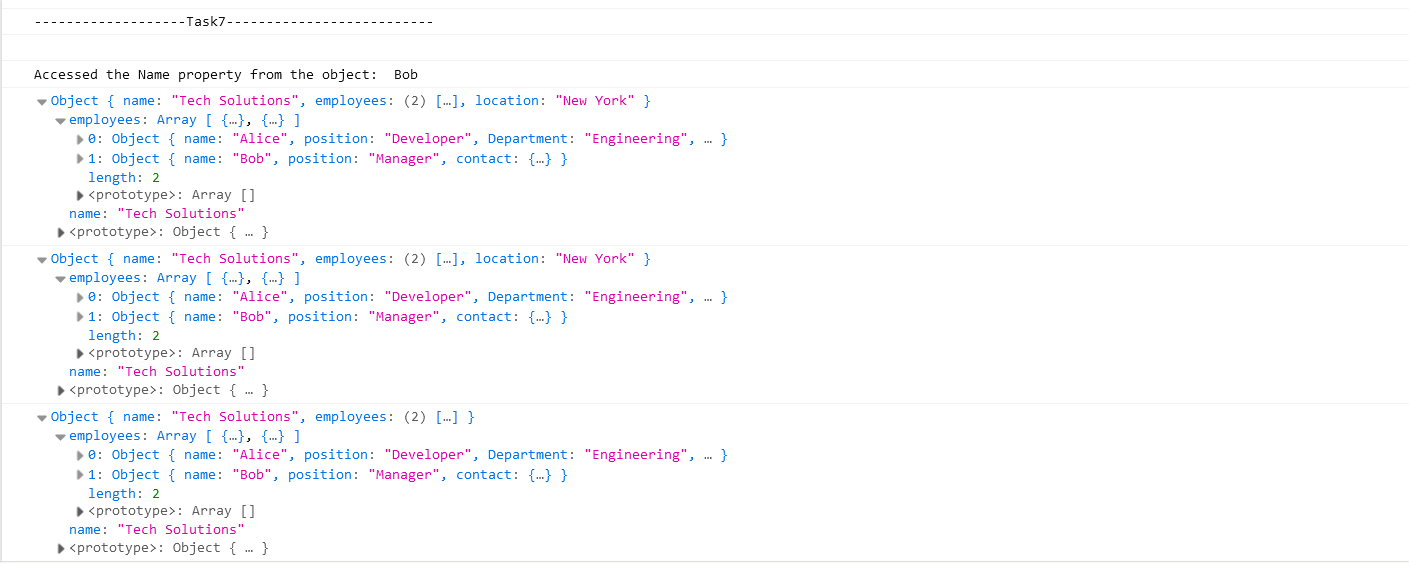 -------------------Task7--------------------------
Accessed the Name property from the object:  Bob
Object { name: "Tech Solutions", employees: (2) […], location: "New York" }
employees: Array [ {…}, {…} ]
0: Object { name: "Alice", position: "Developer", Department: "Engineering", … }
1: Object { name: "Bob", position: "Manager", contact: {…} }
length: 2
<prototype>: Array []
name: "Tech Solutions"
<prototype>: Object { … }
Object { name: "Tech Solutions", employees: (2) […], location: "New York" }
employees: Array [ {…}, {…} ]
0: Object { name: "Alice", position: "Developer", Department: "Engineering", … }
1: Object { name: "Bob", position: "Manager", contact: {…} }
length: 2
<prototype>: Array []
name: "Tech Solutions"
<prototype>: Object { … }
Object { name: "Tech Solutions", employees: (2) […] }
employees: Array [ {…}, {…} ]
0: Object { name: "Alice", position: "Developer", Department: "Engineering", … }
1: Object { name: "Bob", position: "Manager", contact: {…} }
length: 2
<prototype>: Array []
name: "Tech Solutions"
<prototype>: Object { … }